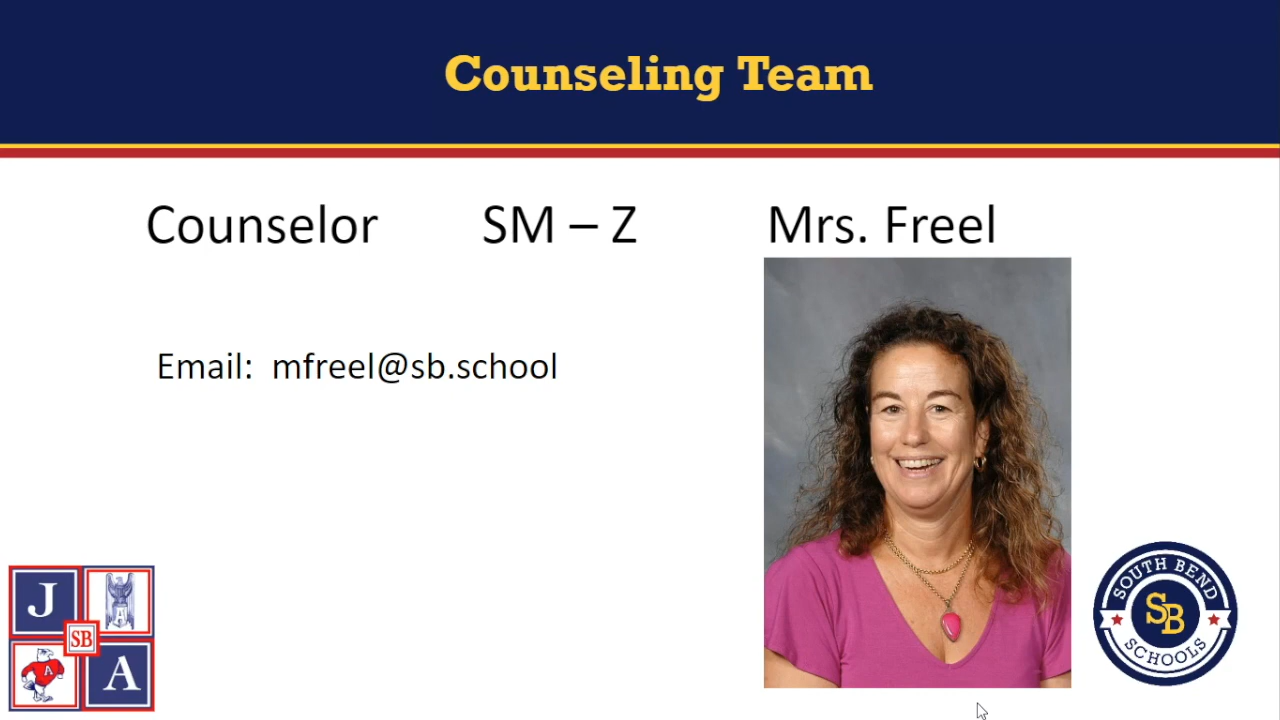 Counseling Team
Counselor SM – Z Mrs. Freel
Email: mfreel@sb.school
J A
SB
A A
SOUTH BEND
SB
SCHOOLS